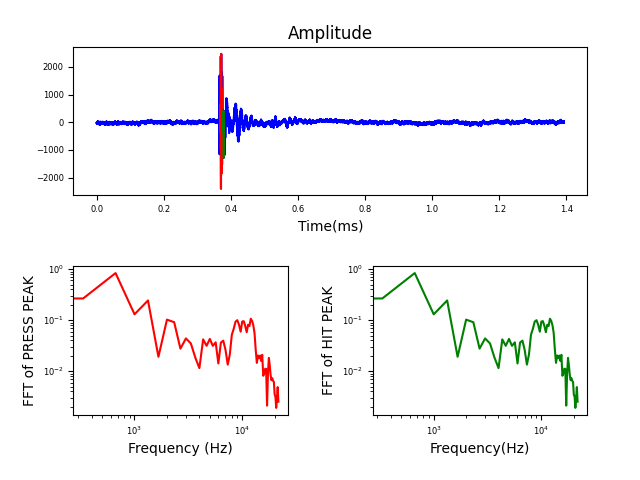 Amplitude
2000
1000
0
−1000
−2000
0.0 0.2 0.4 0.6 0.8 1.0 1.2 1.4
Time(ms)
FFT of PRESS PEAK
10⁰
10⁻¹
10⁻²
10³ 10⁴
Frequency (Hz)
FFT of HIT PEAK
10⁰
10⁻¹
10⁻²
10³ 10⁴
Frequency(Hz)